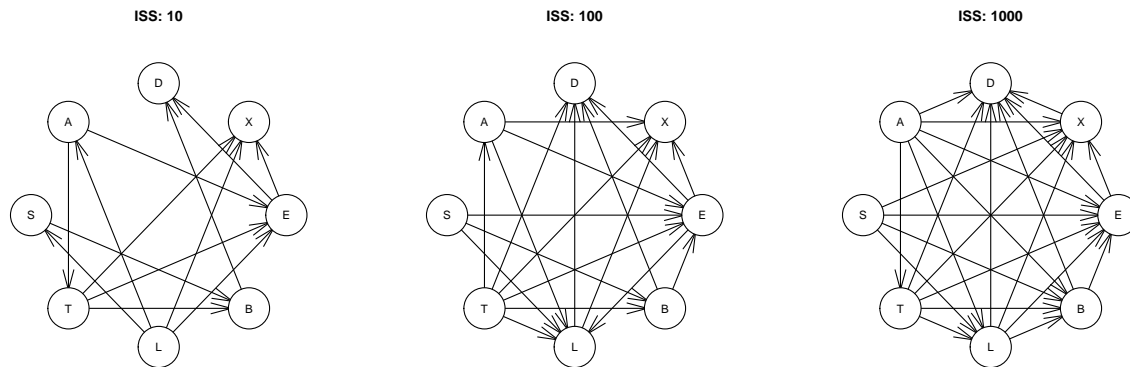 ISS: 10 ISS: 100 ISS: 1000
D D D
A X A X A X
S E S E S E
T B T B T B
L L L